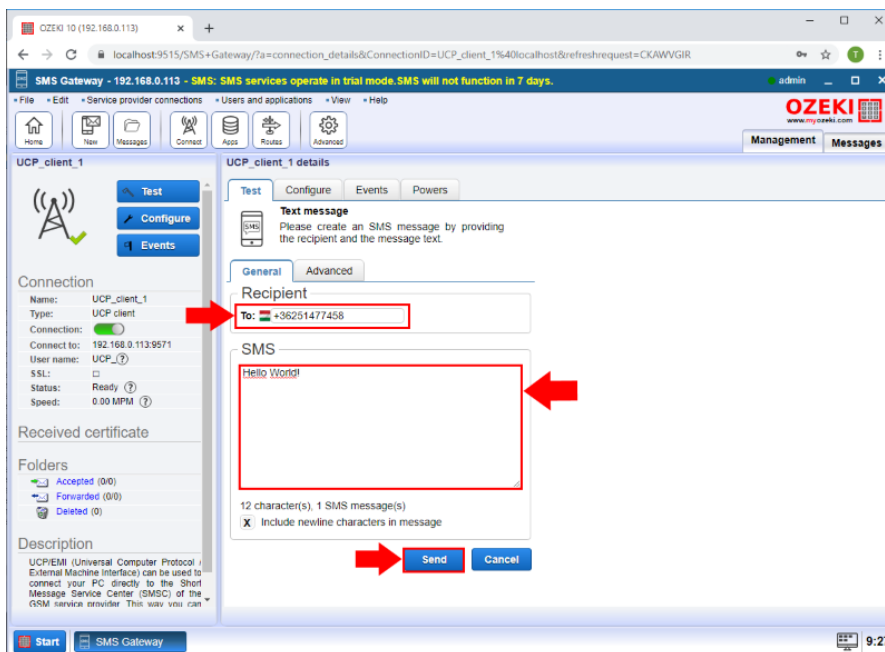 OZEKI 10 (192.168.0.113)
localhost:9515/SMS+Gateway/?a=connection_details&ConnectionID=UCP_client_1%40localhost&refreshrequest=CKAWVGIR
T
SMS Gateway - 192.168.0.113 - SMS: SMS services operate in trial mode.SMS will not function in 7 days.
admin
File Edit Service provider connections Users and applications View Help
OZEKI
www.myozeki.com
Home New Messages Connect Apps Routes Advanced
Management Messages
UCP_client_1
Test
Configure
Events
Connection
Name: UCP_client_1
Type: UCP client
Connection:
Connect to: 192.168.0.113:9571
User name: UCP_ ?
SSL:
Status: Ready ?
Speed: 0.00 MPM ?
Received certificate
Folders
Accepted (0/0)
Forwarded (0/0)
Deleted (0)
Description
UCP/EMI (Universal Computer Protocol /
External Machine Interface) can be used to
connect your PC directly to the Short
Message Service Center (SMSC) of the
GSM service provider. This way you can
UCP_client_1 details
Test Configure Events Powers
SMS
Text message
Please create an SMS message by providing
the recipient and the message text.
General Advanced
Recipient
To: +36251477458
SMS
Hello World!
12 character(s), 1 SMS message(s)
X Include newline characters in message
Send Cancel
Start SMS Gateway